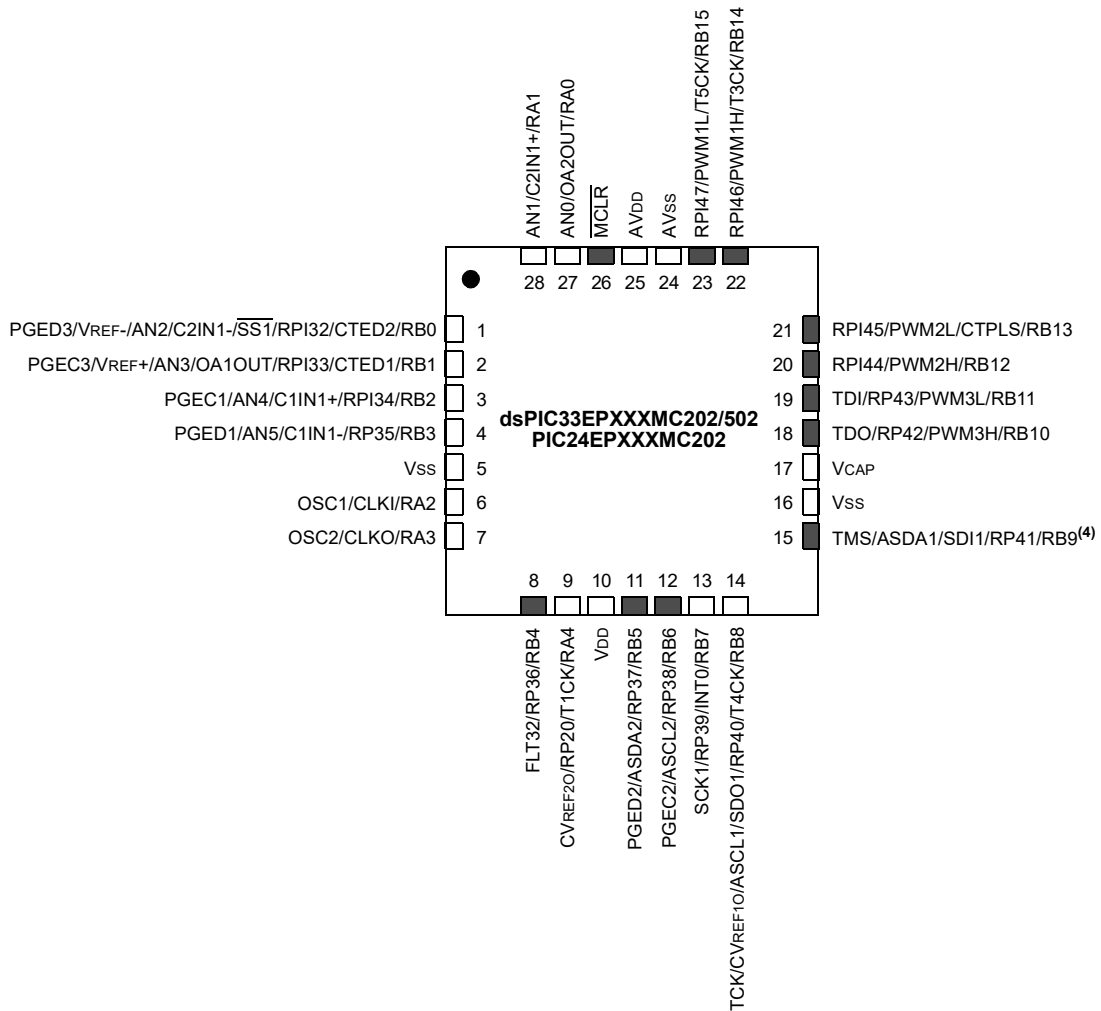 AN1/C2IN1+/RA1
AN0/OA2OUT/RA0
MCLR
AVDD
AVSS
RPI47/PWM1L/T5CK/RB15
RPI46/PWM1H/T3CK/RB14
28 27 26 25 24 23 22
PGED3/VREF-/AN2/C2IN1-/SS1/RPI32/CTED2/RB0 1
PGEC3/VREF+/AN3/OA1OUT/RPI33/CTED1/RB1 2
PGEC1/AN4/C1IN1+/RPI34/RB2 3
PGED1/AN5/C1IN1-/RP35/RB3 4
VSS 5
OSC1/CLKI/RA2 6
OSC2/CLKO/RA3 7
dsPIC33EPXXXMC202/502
PIC24EPXXXMC202
21 RPI45/PWM2L/CTPLS/RB13
20 RPI44/PWM2H/RB12
19 TDI/RP43/PWM3L/RB11
18 TDO/RP42/PWM3H/RB10
17 VCAP
16 VSS
15 TMS/ASDA1/SDI1/RP41/RB9(4)
8 9 10 11 12 13 14
FLT32/RP36/RB4
CVREF2O/RP20/T1CK/RA4
VDD
PGED2/ASDA2/RP37/RB5
PGEC2/ASCL2/RP38/RB6
SCK1/RP39/INT0/RB7
TCK/CVREF1O/ASCL1/SDO1/RP40/T4CK/RB8